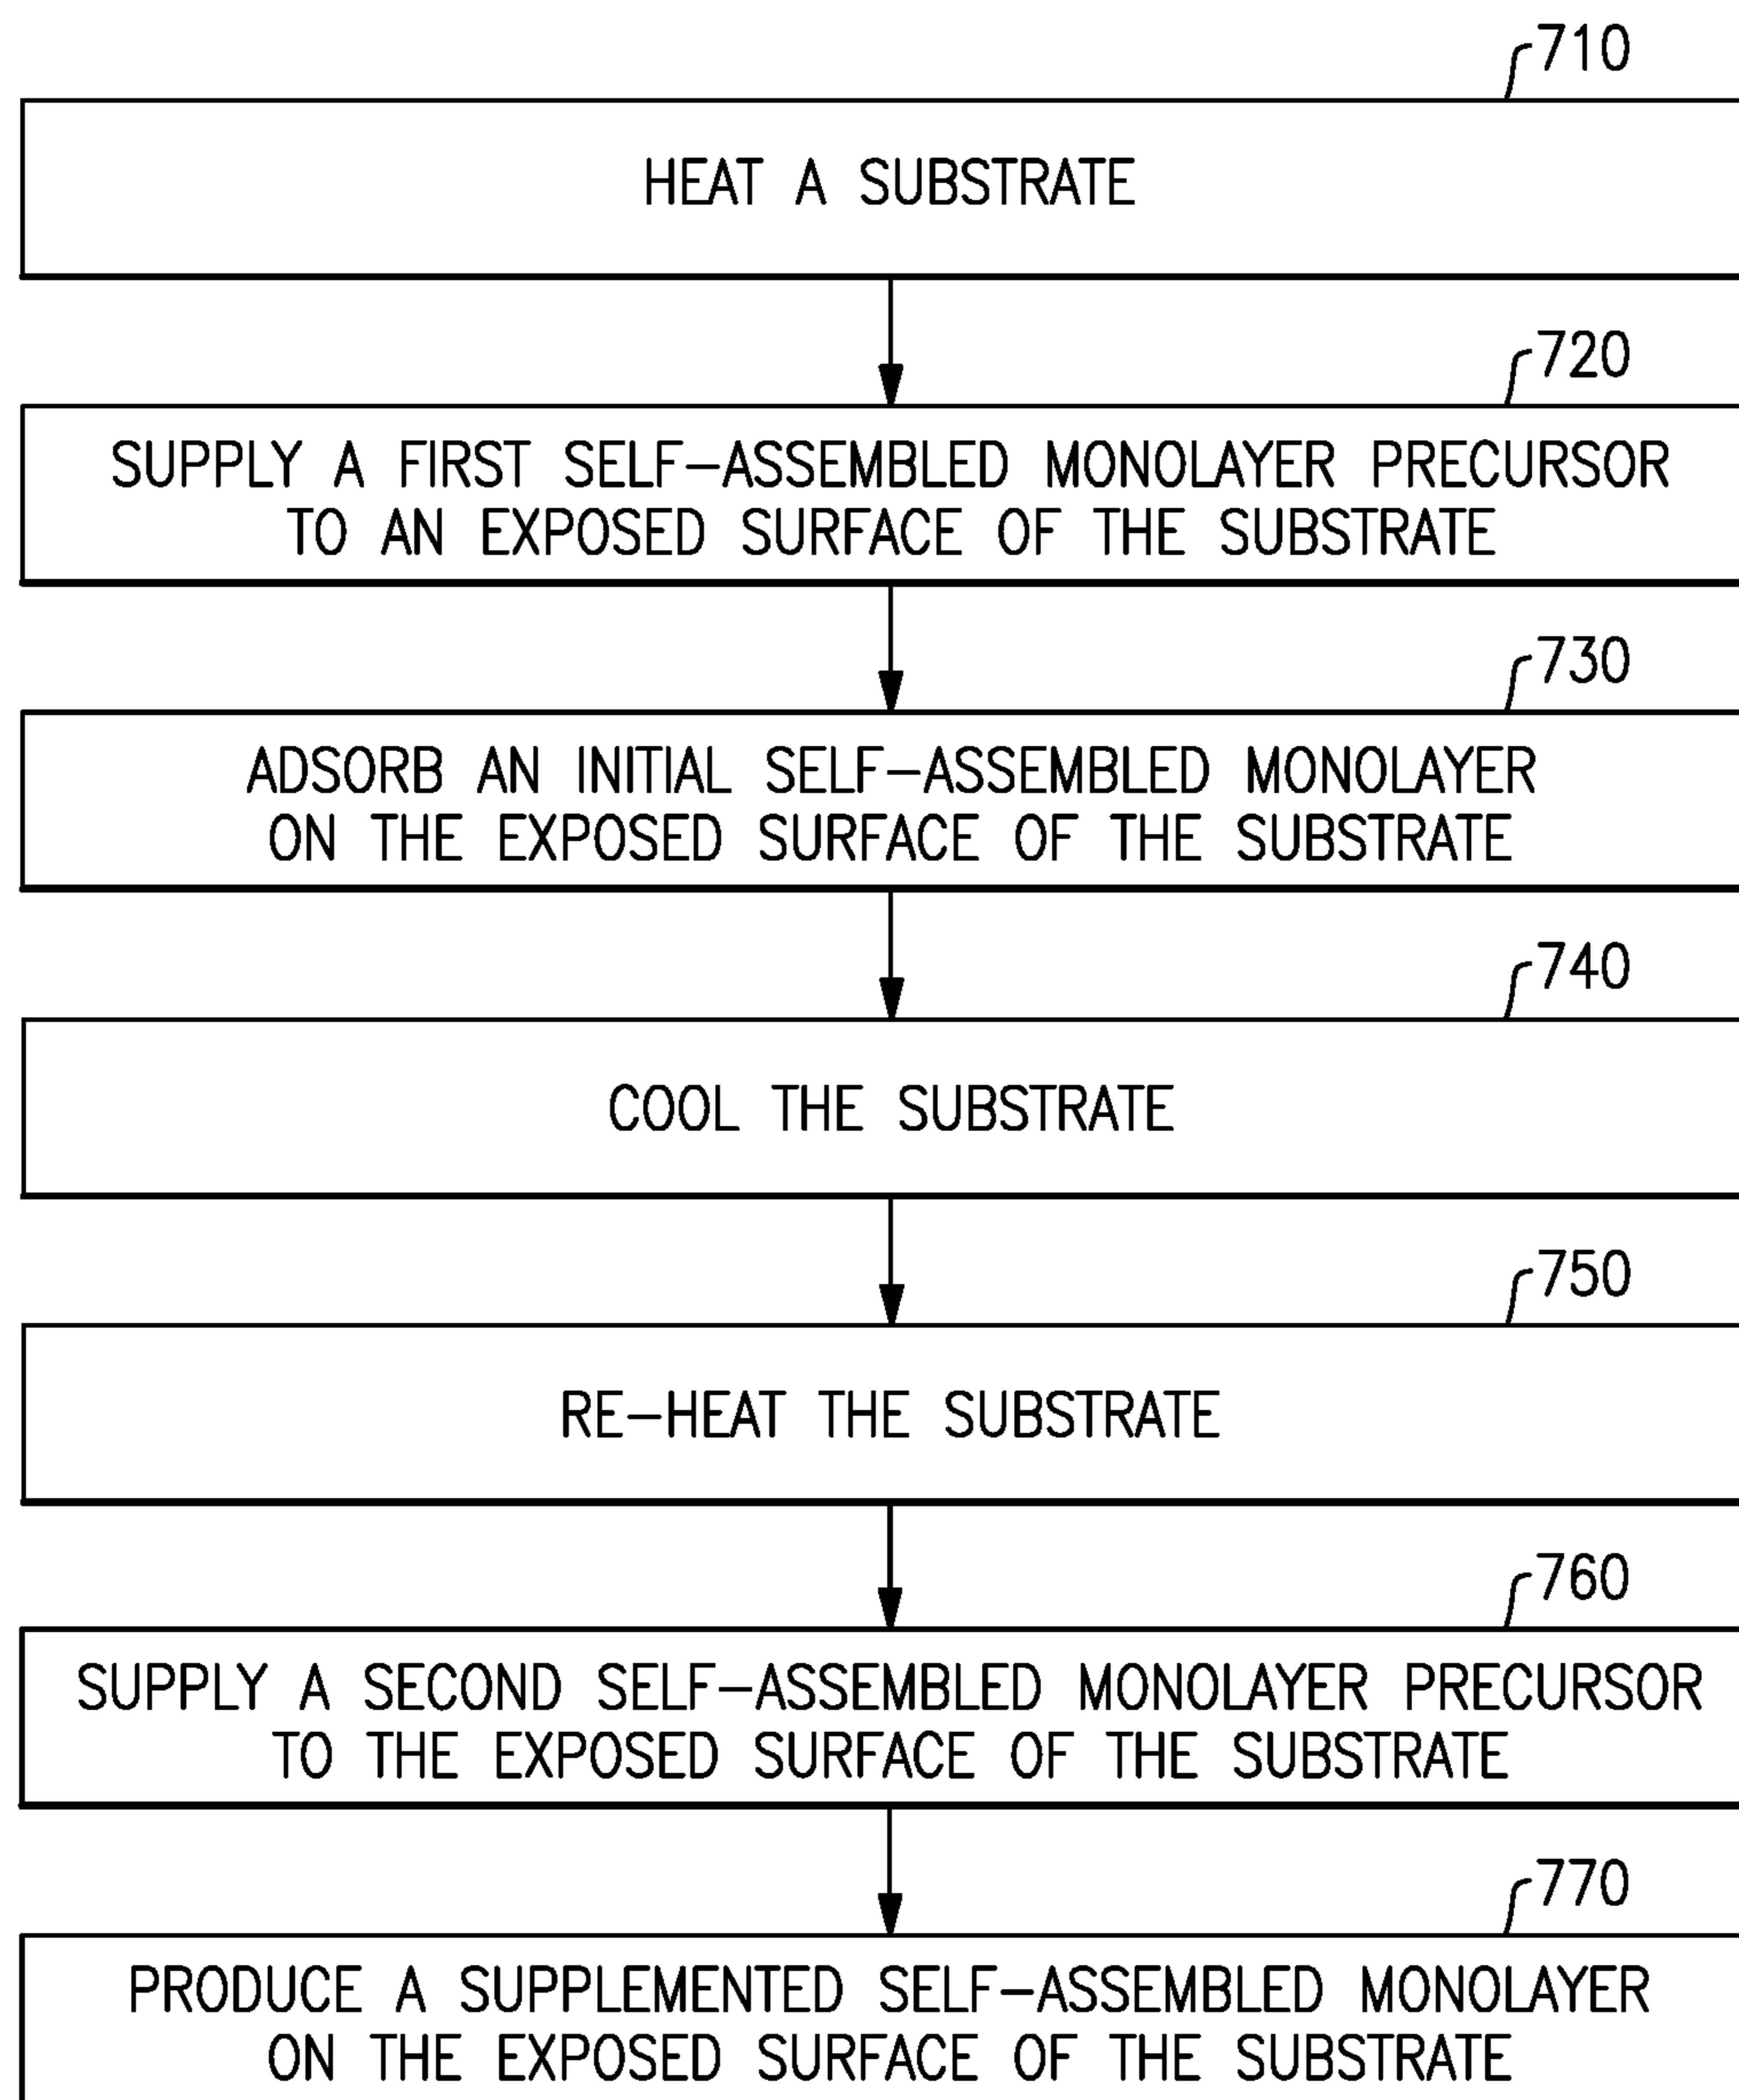 710
HEAT A SUBSTRATE
720
SUPPLY A FIRST SELF-ASSEMBLED MONOLAYER PRECURSOR
TO AN EXPOSED SURFACE OF THE SUBSTRATE
730
ADSORB AN INITIAL SELF-ASSEMBLED MONOLAYER
ON THE EXPOSED SURFACE OF THE SUBSTRATE
740
COOL THE SUBSTRATE
750
RE-HEAT THE SUBSTRATE
760
SUPPLY A SECOND SELF-ASSEMBLED MONOLAYER PRECURSOR
TO THE EXPOSED SURFACE OF THE SUBSTRATE
770
PRODUCE A SUPPLEMENTED SELF-ASSEMBLED MONOLAYER
ON THE EXPOSED SURFACE OF THE SUBSTRATE